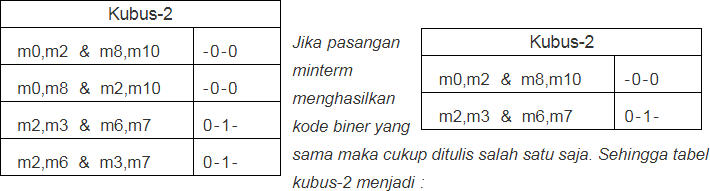 Kubus-2
m0,m2 & m8,m10 -0-0
m0,m8 & m2,m10 -0-0
m2,m3 & m6,m7 0-1-
m2,m6 & m3,m7 0-1-
Jika pasangan
minterm
menghasilkan
kode biner yang
sama maka cukup ditulis salah satu saja. Sehingga tabel
kubus-2 menjadi :
Kubus-2
m0,m2 & m8,m10 -0-0
m2,m3 & m6,m7 0-1-